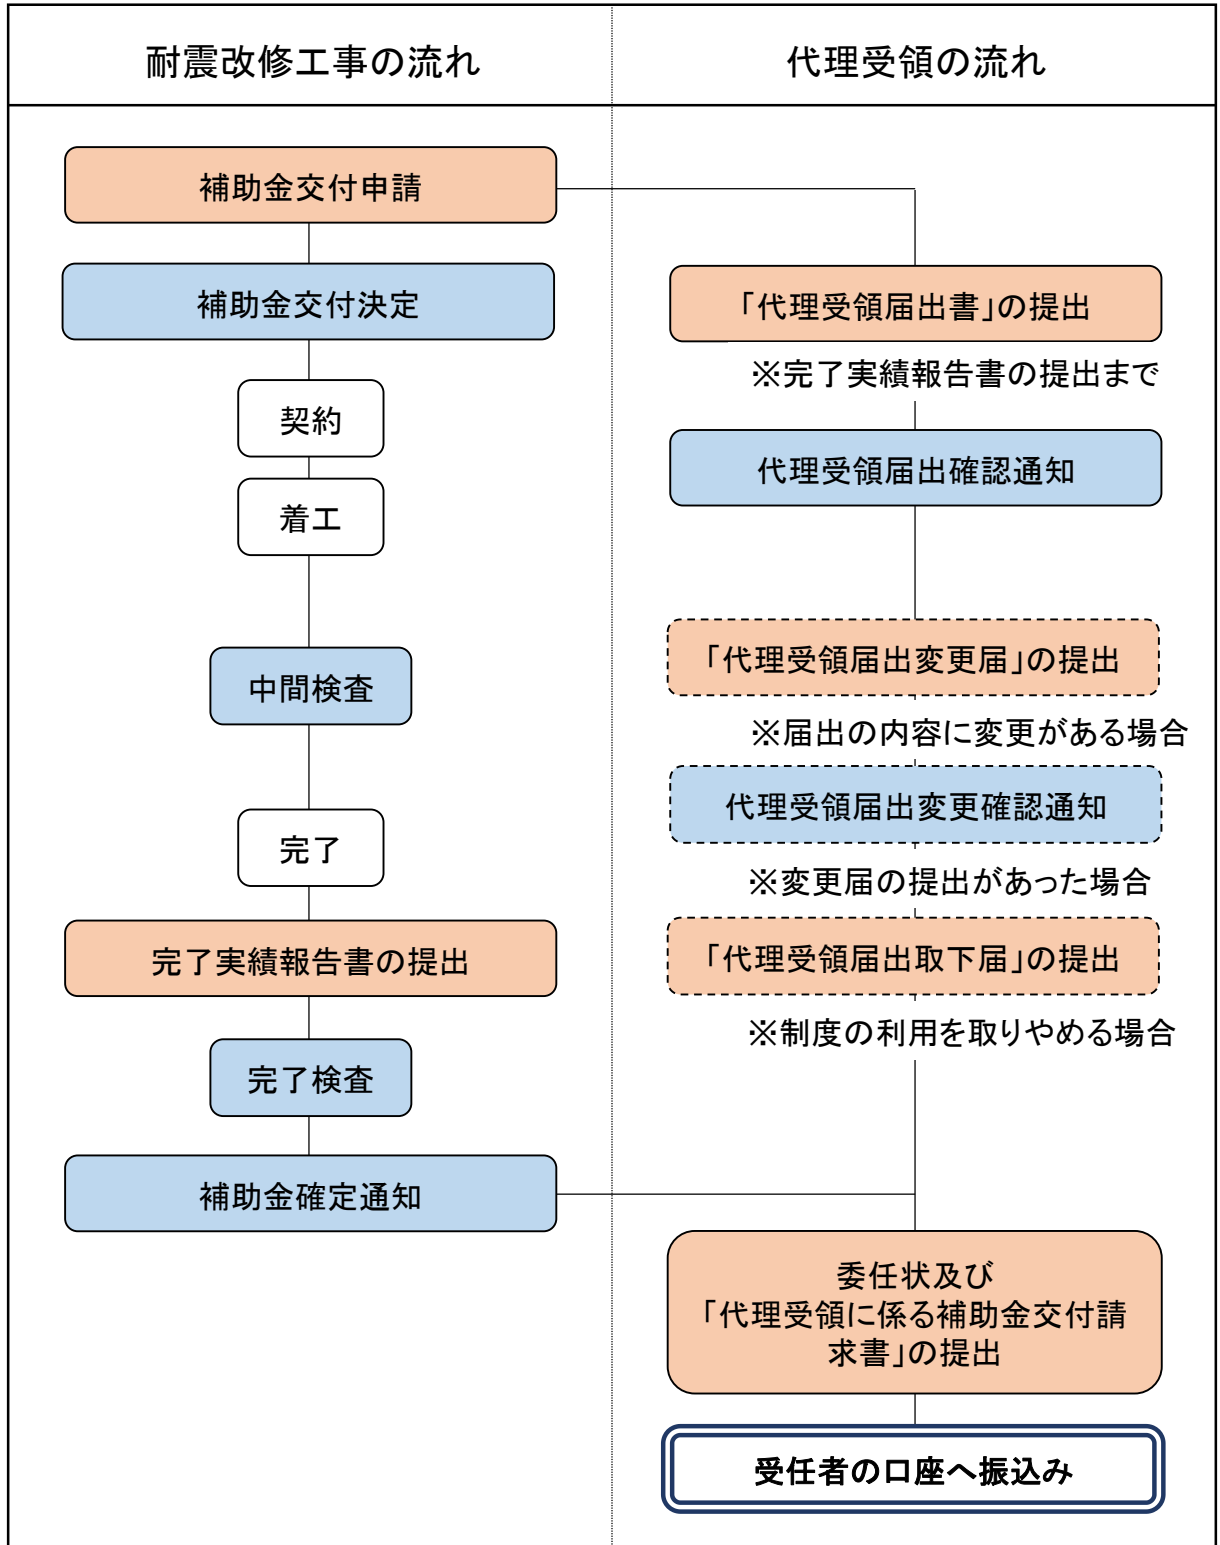 耐震改修工事の流れ
代理受領の流れ
補助金交付申請
補助金交付決定
契約
着工
中間検査
完了
完了実績報告書の提出
完了検査
補助金確定通知
「代理受領届出書」の提出
※完了実績報告書の提出まで
代理受領届出確認通知
「代理受領届出変更届」の提出
※届出の内容に変更がある場合
代理受領届出変更確認通知
※変更届の提出があった場合
「代理受領届出取下届」の提出
※制度の利用を取りやめる場合
委任状及び
「代理受領に係る補助金交付請
求書」の提出
受任者の口座へ振込み